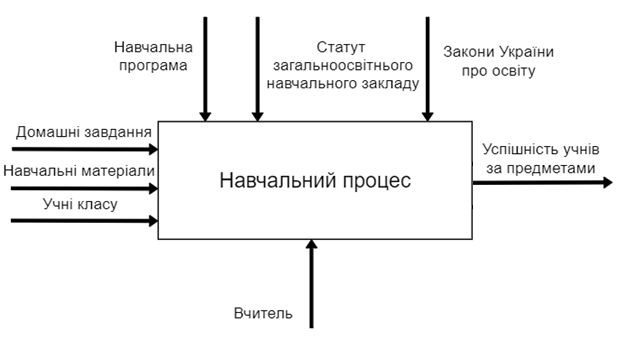 Навчальна
програма
Статут
загальноосвітнього
навчального закладу
Закони України
про освіту
Домашні завдання
Навчальні матеріали
Учні класу
Навчальний процес
Успішність учнів
за предметами
Вчитель